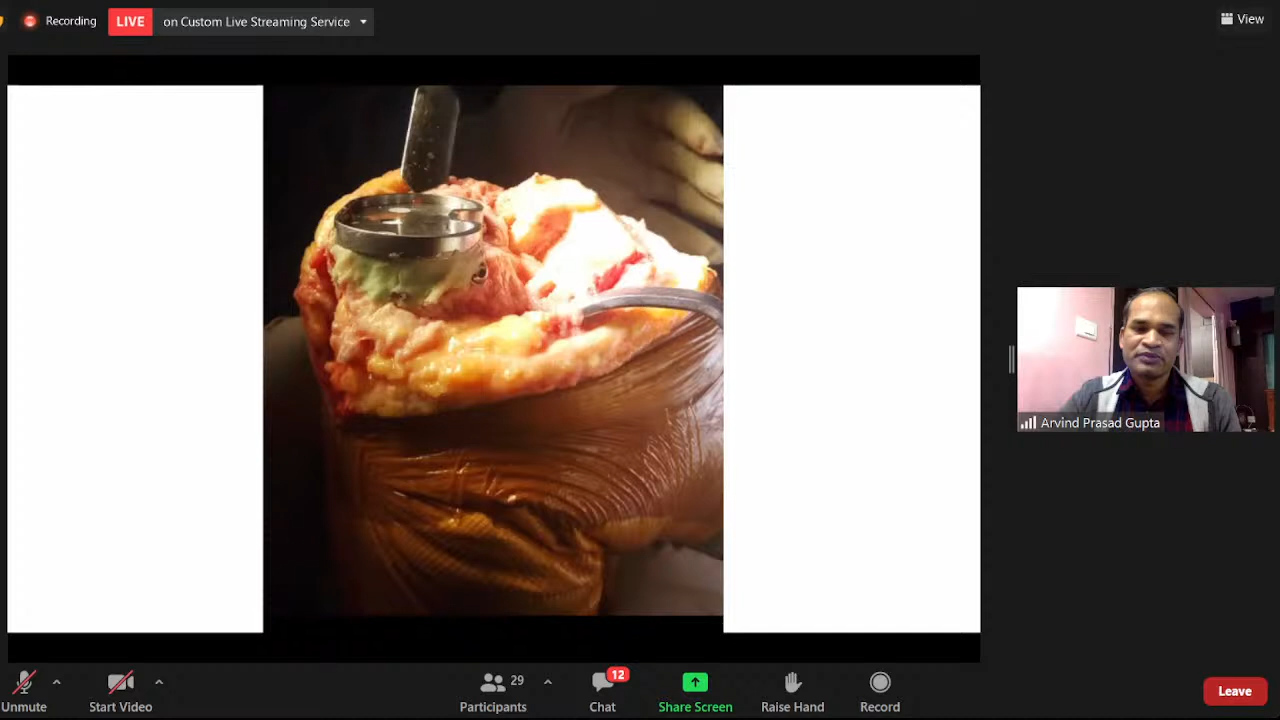 Recording
LIVE on Custom Live Streaming Service
View
Arvind Prasad Gupta
Unmute
Start Video
29
Participants
12
Chat
Share Screen
Raise Hand
Record
Leave